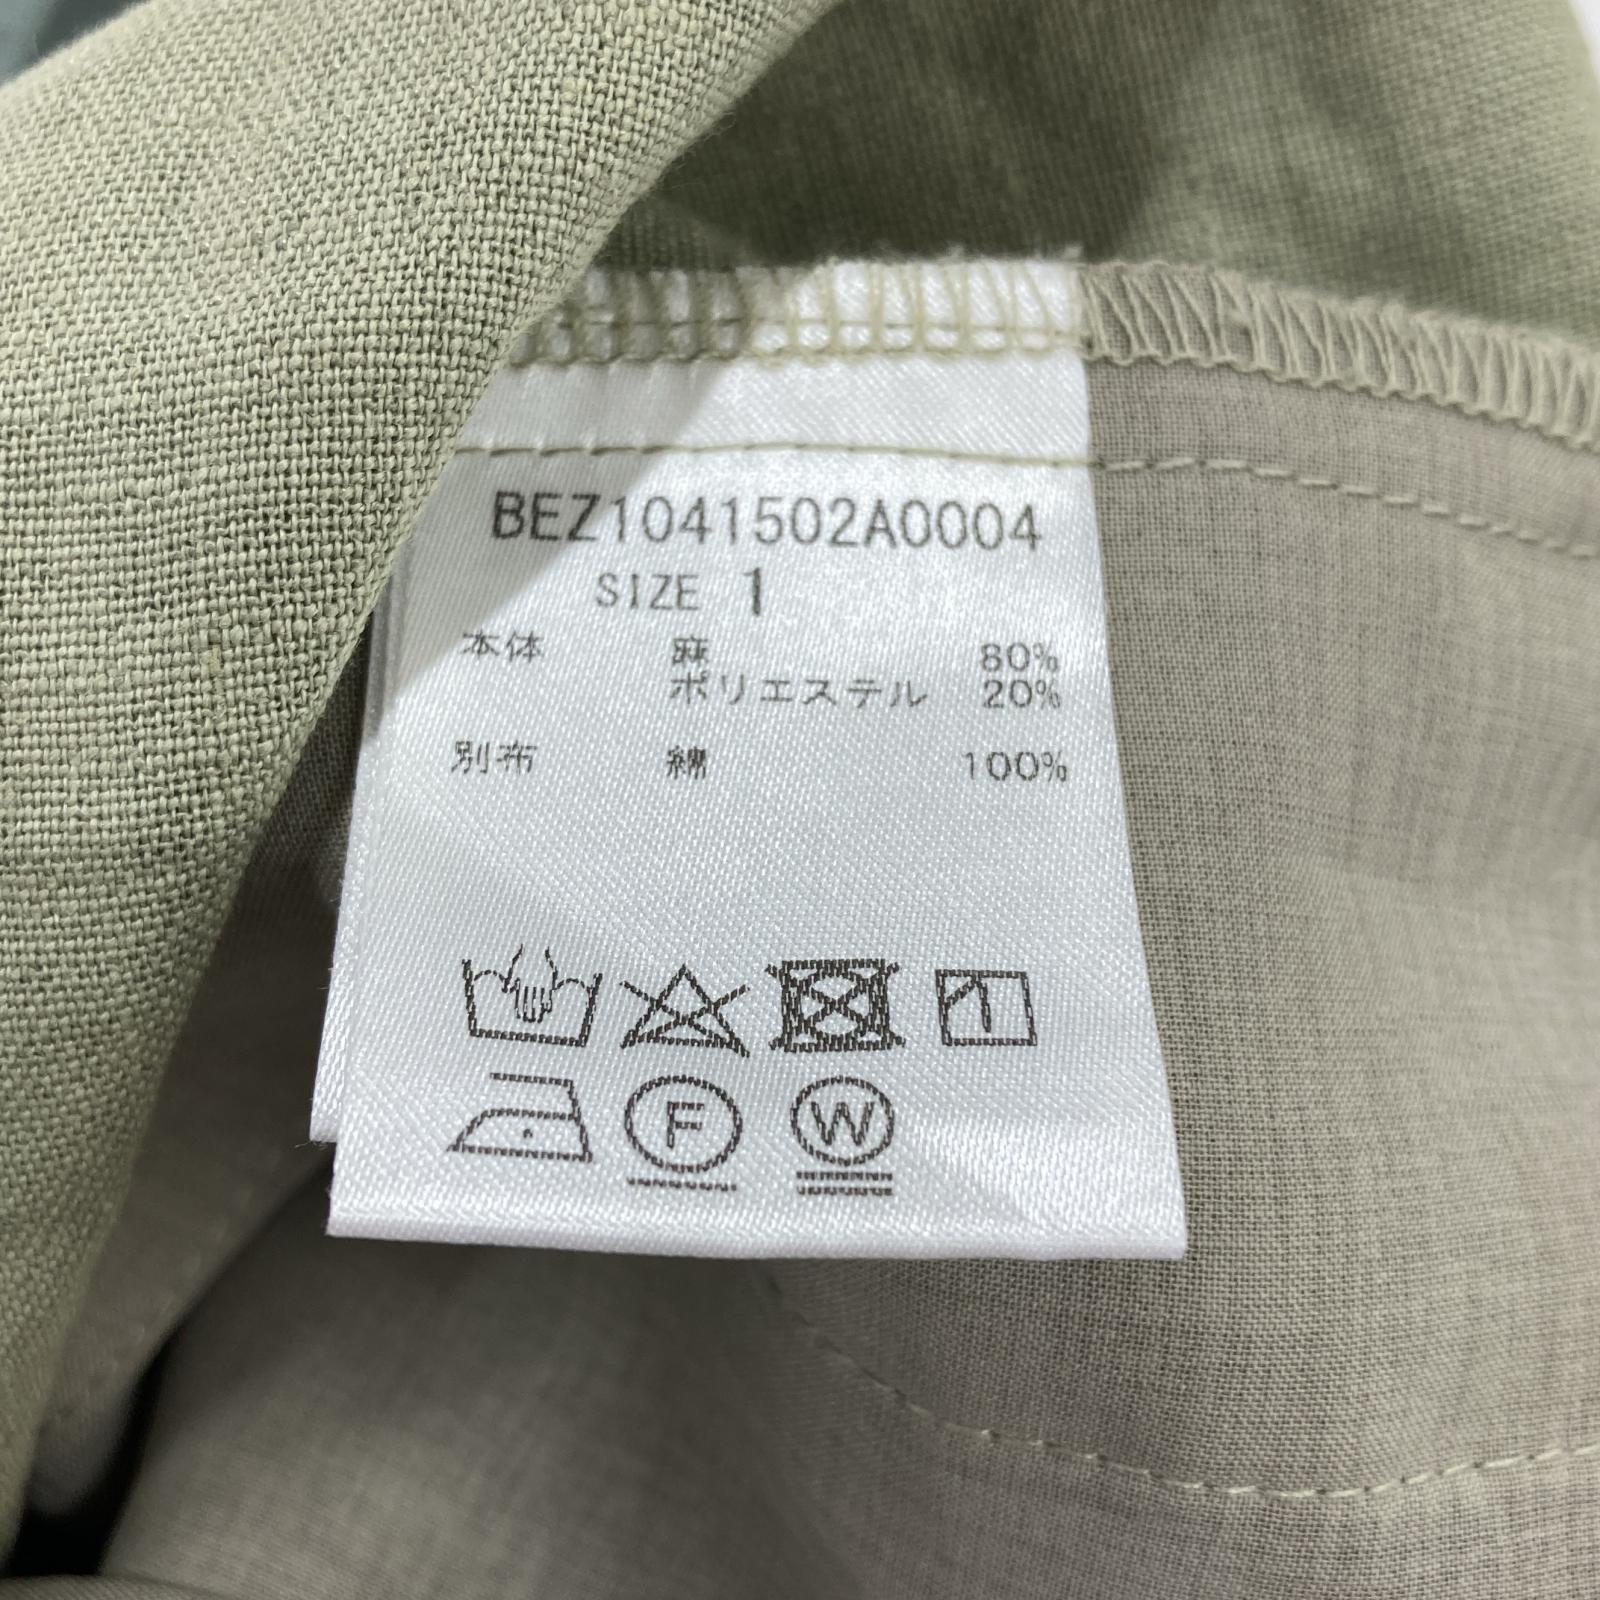 BEZ1041502A0004
SIZE 1
本体 麻 80%
ポリエステル 20%
別布 綿 100%
F W